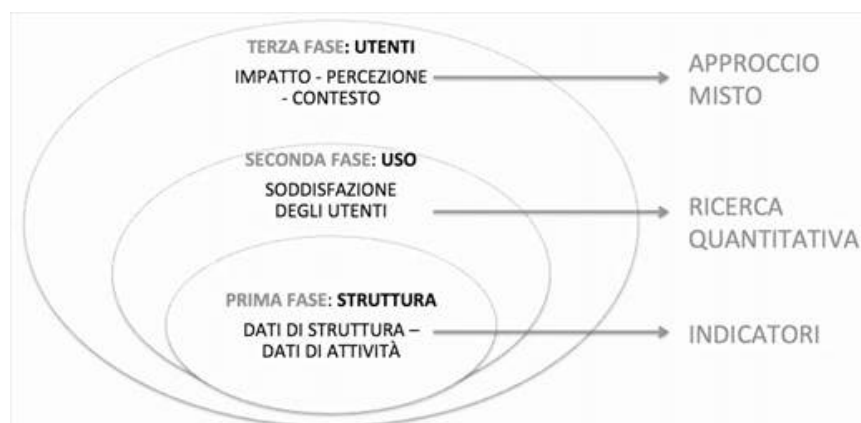 TERZA FASE: UTENTI
IMPATTO - PERCEZIONE
- CONTESTO
APPROCCIO
MISTO
SECONDA FASE: USO
SODDISFAZIONE
DEGLI UTENTI
RICERCA
QUANTITATIVA
PRIMA FASE: STRUTTURA
DATI DI STRUTTURA –
DATI DI ATTIVITÀ
INDICATORI